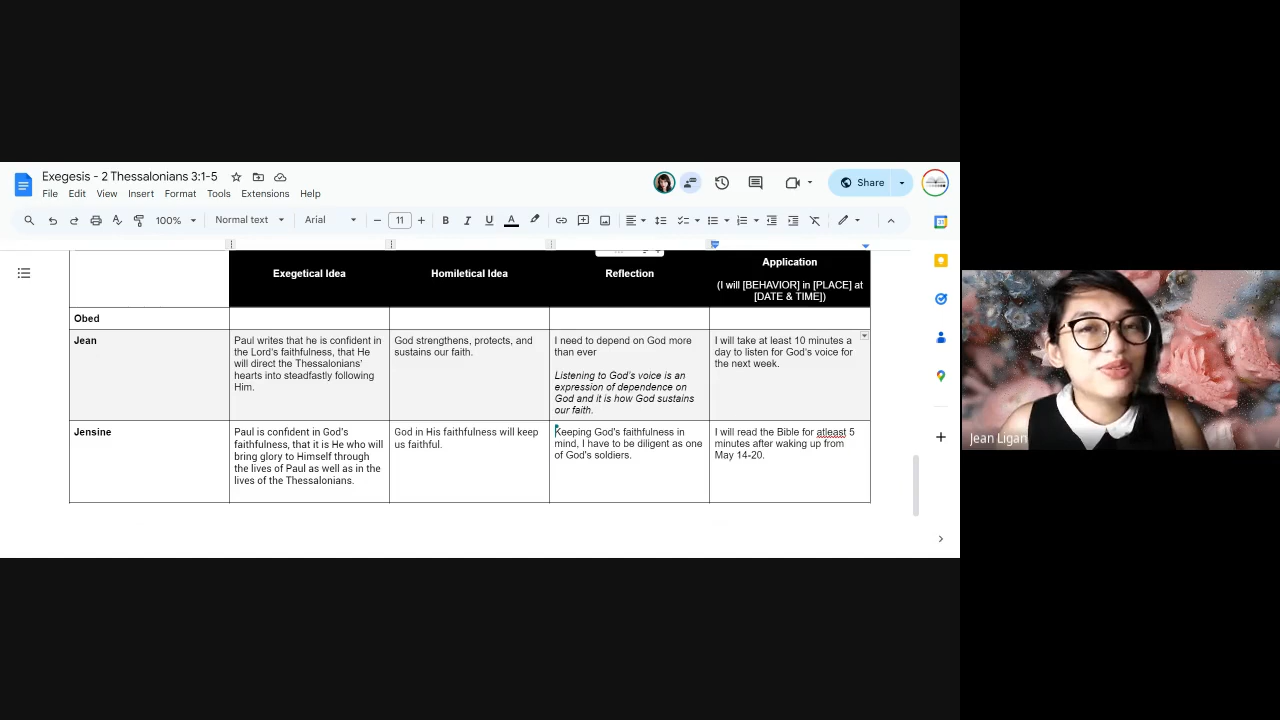 Exegesis - 2 Thessalonians 3:1-5
File Edit View Insert Format Tools Extensions Help
Share
100% Normal text Arial 11 B I U A
Exegetical Idea
Homiletical Idea
Reflection
Application
(I will [BEHAVIOR] in [PLACE] at
[DATE & TIME])
Obed
Jean
Paul writes that he is confident in
the Lord's faithfulness, that He
will direct the Thessalonians'
hearts into steadfastly following
Him.
God strengthens, protects, and
sustains our faith.
I need to depend on God more
than ever
Listening to God's voice is an
expression of dependence on
God and it is how God sustains
our faith.
I will take at least 10 minutes a
day to listen for God's voice for
the next week.
Jensine
Paul is confident in God's
faithfulness, that it is He who will
bring glory to Himself through
the lives of Paul as well as in the
lives of the Thessalonians.
God in His faithfulness will keep
us faithful.
Keeping God's faithfulness in
mind, I have to be diligent as one
of God's soldiers.
I will read the Bible for atleast 5
minutes after waking up from
May 14-20.
Jean Ligan